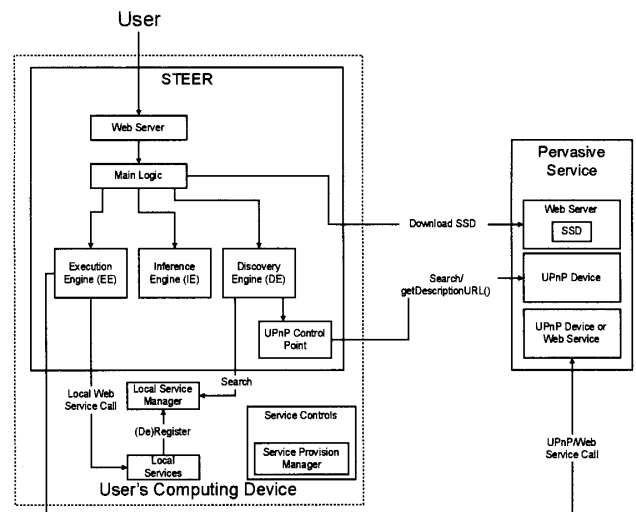 User
STEER
Web Server
Main Logic
Execution
Engine (EE)
Inference
Engine (IE)
Discovery
Engine (DE)
UPnP Control
Point
Local Web
Service Call
Local Service
Manager
Search
(De)Register
Local
Services
Service Controls
Service Provision
Manager
User's Computing Device
Download SSD
Search/
getDescriptionURL()
Pervasive
Service
Web Server
SSD
UPnP Device
UPnP Device or
Web Service
UPnP/Web
Service Call